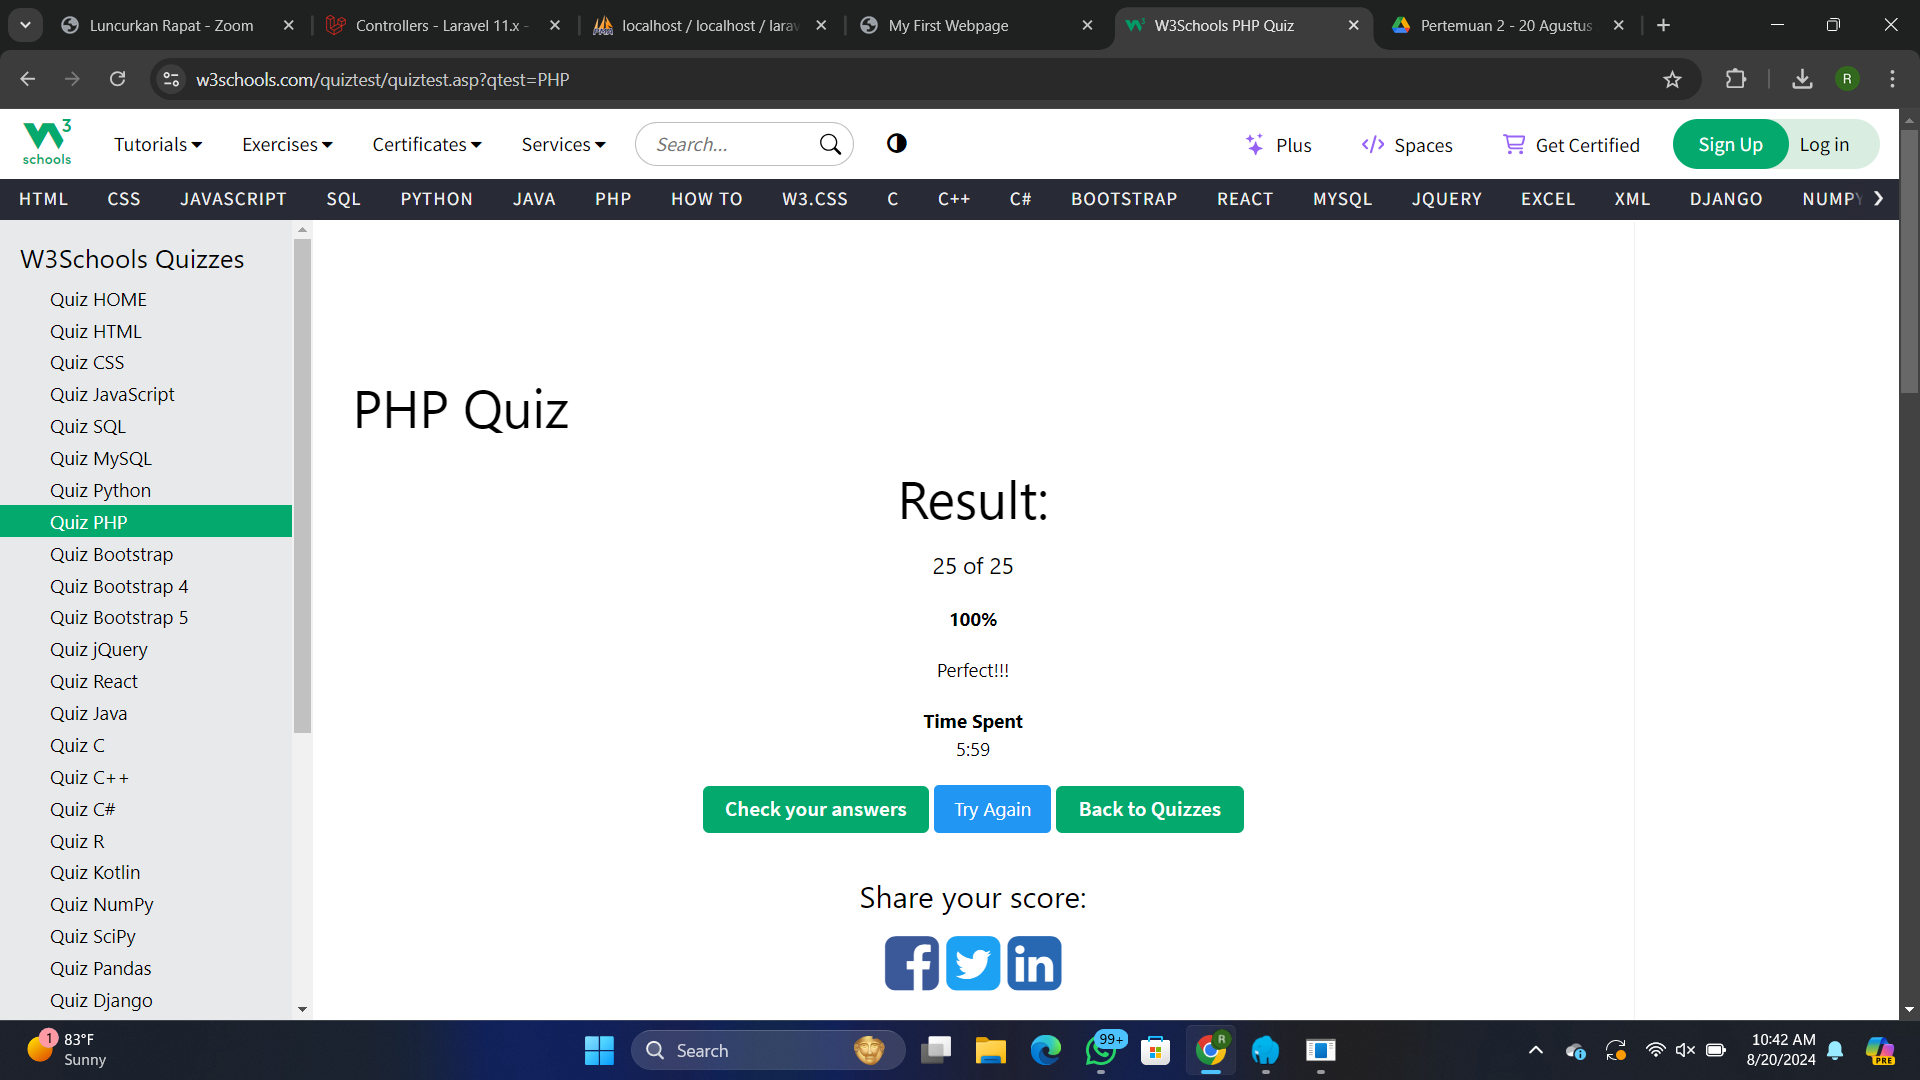 Luncurkan Rapat - Zoom
Controllers - Laravel 11.x -
localhost / localhost / larav
My First Webpage
W3Schools PHP Quiz
Pertemuan 2 - 20 Agustus
w3schools.com/quiztest/quiztest.asp?qtest=PHP
R
W3
schools
Tutorials
Exercises
Certificates
Services
Search...
Plus
Spaces
Get Certified
Sign Up
Log in
HTML
CSS
JAVASCRIPT
SQL
PYTHON
JAVA
PHP
HOW TO
W3.CSS
C
C++
C#
BOOTSTRAP
REACT
MYSQL
JQUERY
EXCEL
XML
DJANGO
NUMPY
W3Schools Quizzes
Quiz HOME
Quiz HTML
Quiz CSS
Quiz JavaScript
Quiz SQL
Quiz MySQL
Quiz Python
Quiz PHP
Quiz Bootstrap
Quiz Bootstrap 4
Quiz Bootstrap 5
Quiz jQuery
Quiz React
Quiz Java
Quiz C
Quiz C++
Quiz C#
Quiz R
Quiz Kotlin
Quiz NumPy
Quiz SciPy
Quiz Pandas
Quiz Django
PHP Quiz
Result:
25 of 25
100%
Perfect!!!
Time Spent
5:59
Check your answers
Try Again
Back to Quizzes
Share your score:
1
83°F
Sunny
Search
99+
R
10:42 AM
8/20/2024
PRE